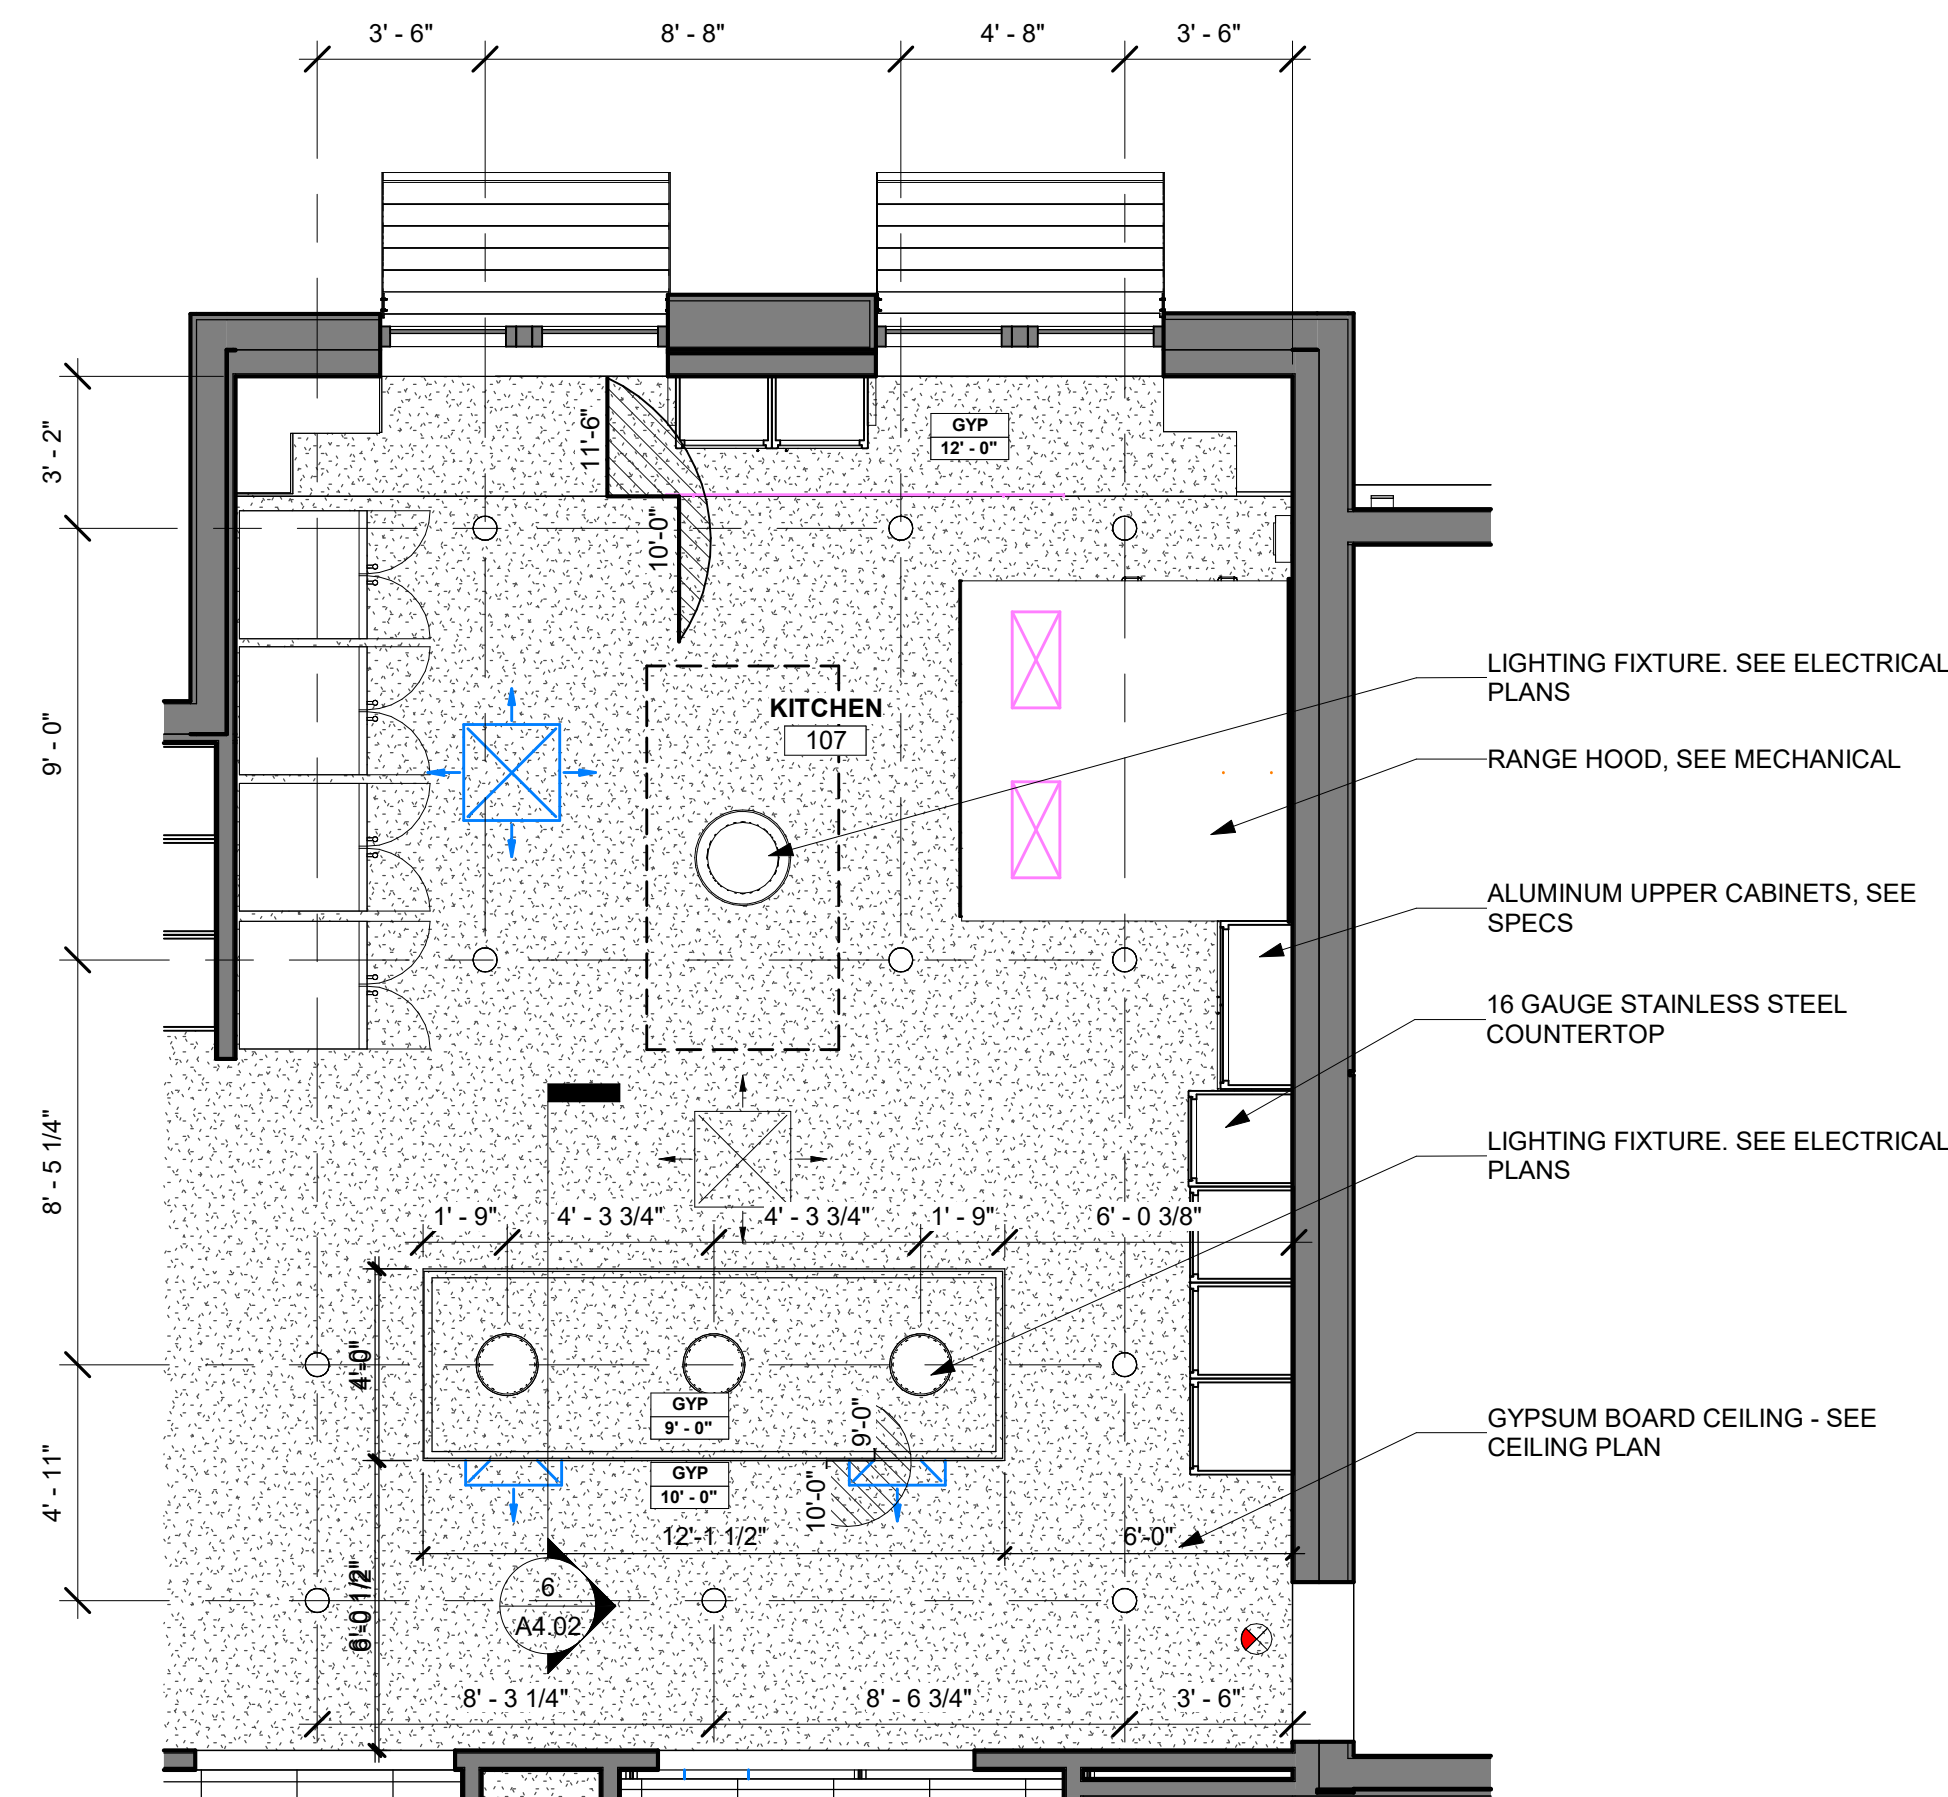 3' - 6"
8' - 8"
4' - 8"
3' - 6"
3' - 2"
9' - 0"
8' - 5 1/4"
4' - 11"
11'-6"
GYP
12' - 0"
10'-0"
KITCHEN
107
LIGHTING FIXTURE. SEE ELECTRICAL
PLANS
RANGE HOOD, SEE MECHANICAL
ALUMINUM UPPER CABINETS, SEE
SPECS
16 GAUGE STAINLESS STEEL
COUNTERTOP
LIGHTING FIXTURE. SEE ELECTRICAL
PLANS
1' - 9"
4' - 3 3/4"
4' - 3 3/4"
1' - 9"
6' - 0 3/8"
4'-0"
GYP
9' - 0"
9'-0"
GYP
10' - 0"
10'-0"
GYPSUM BOARD CEILING - SEE
CEILING PLAN
12'-1 1/2"
6'-0"
6'-0 1/2"
6
A4.02
8' - 3 1/4"
8' - 6 3/4"
3' - 6"